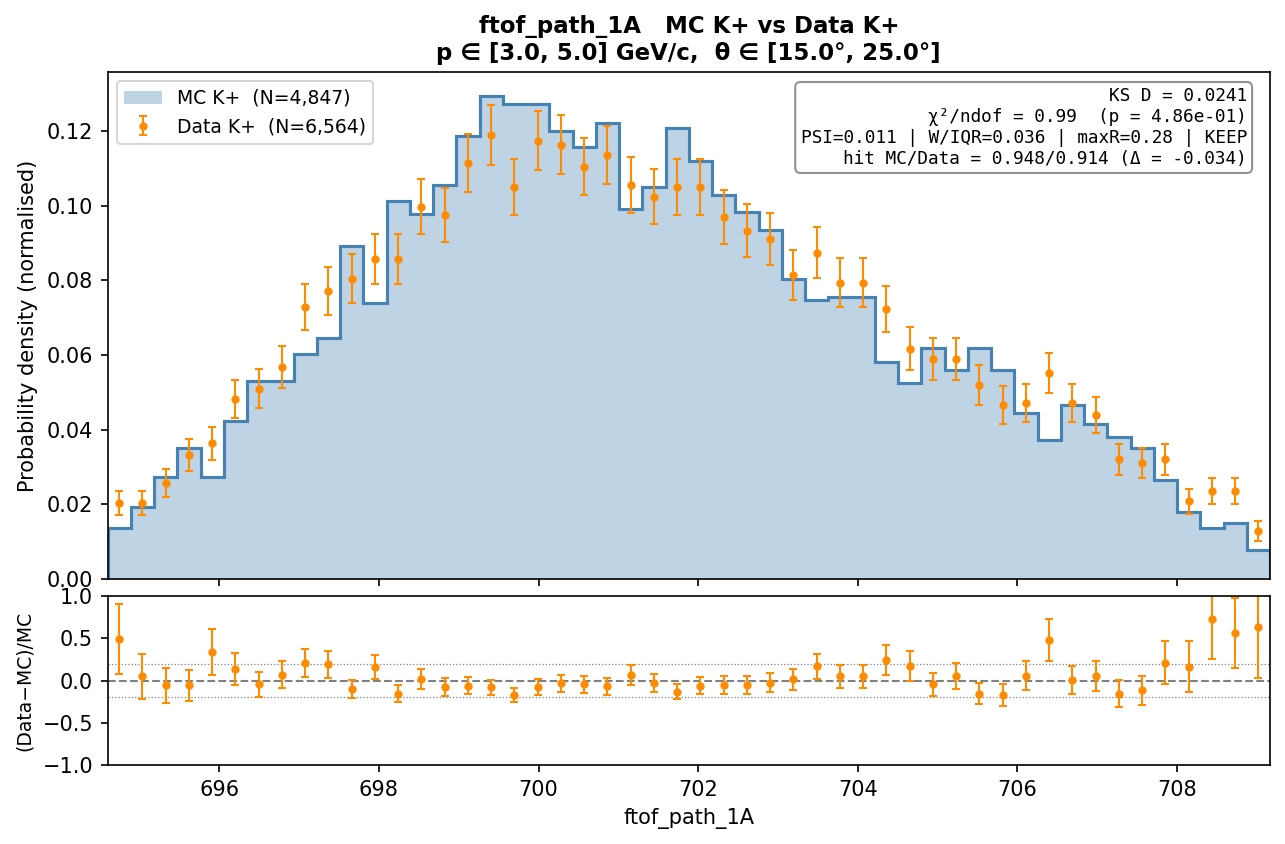 ftof_path_1A   MC K+ vs Data K+
p ∈ [3.0, 5.0] GeV/c,  θ ∈ [15.0°, 25.0°]
MC K+  (N=4,847)
Data K+  (N=6,564)
KS D = 0.0241
χ²/ndof = 0.99  (p = 4.86e-01)
PSI=0.011 | W/IQR=0.036 | maxR=0.28 | KEEP
hit MC/Data = 0.948/0.914 (Δ = -0.034)
Probability density (normalised)
0.12
0.10
0.08
0.06
0.04
0.02
0.00
(Data−MC)/MC
1.0
0.5
0.0
−0.5
−1.0
696 698 700 702 704 706 708
ftof_path_1A